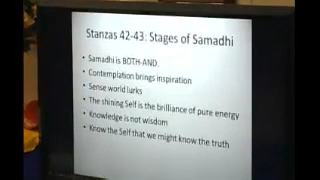 Stanzas 42-43: Stages of Samadhi
• Samadhi is BOTH-AND.
• Contemplation brings inspiration
• Sense world lurks
• The shining Self is the brilliance of pure energy
• Knowledge is not wisdom
• Know the Self that we might know the truth